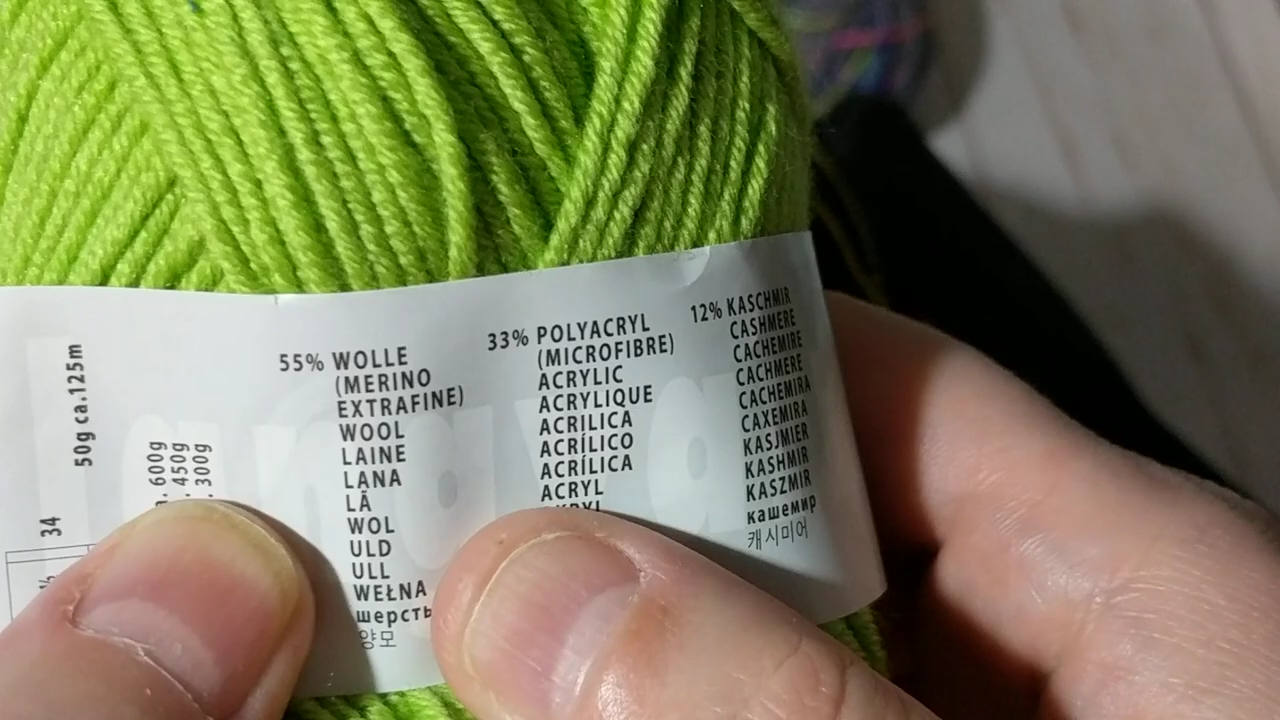 50g ca.125m
600g
450g
300g
34
55% WOLLE
(MERINO
EXTRAFINE)
WOOL
LAINE
LANA
LÃ
WOL
ULD
ULL
WEŁNA
шерсть
양모
33% POLYACRYL
(MICROFIBRE)
ACRYLIC
ACRYLIQUE
ACRILICA
ACRÍLICO
ACRÍLICA
ACRYL
12% KASCHMIR
CASHMERE
CACHEMIRE
CACHMERE
CACHEMIRA
CAXEMIRA
KASJMIER
KASHMIR
KASZMIR
кашемир
캐시미어